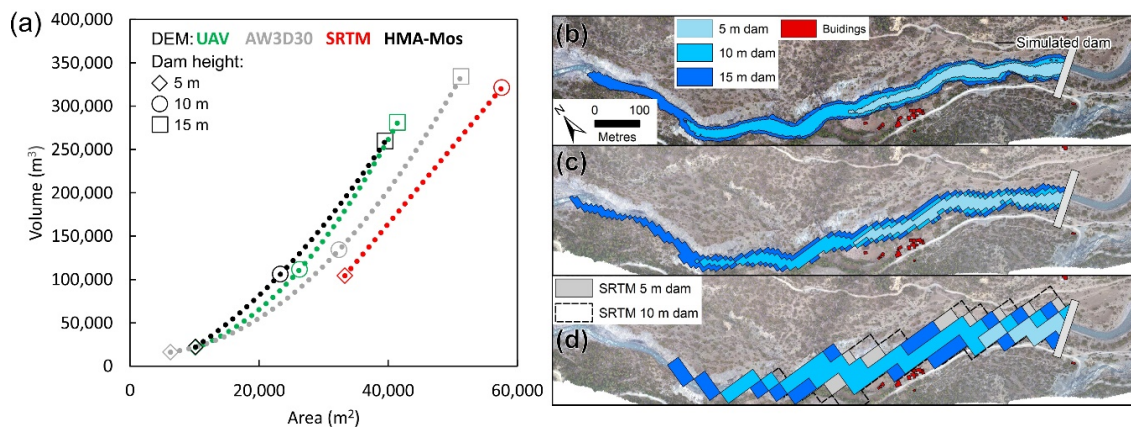 (a)
DEM: UAV AW3D30 SRTM HMA-Mos
Dam height:
5 m
10 m
15 m
400,000
350,000
300,000
250,000
200,000
150,000
100,000
50,000
0
Volume (m³)
0
20,000
40,000
60,000
Area (m²)
(b)
5 m dam
10 m dam
15 m dam
Buidings
Simulated dam
N
0
100
Metres
(c)
SRTM 5 m dam
SRTM 10 m dam
(d)